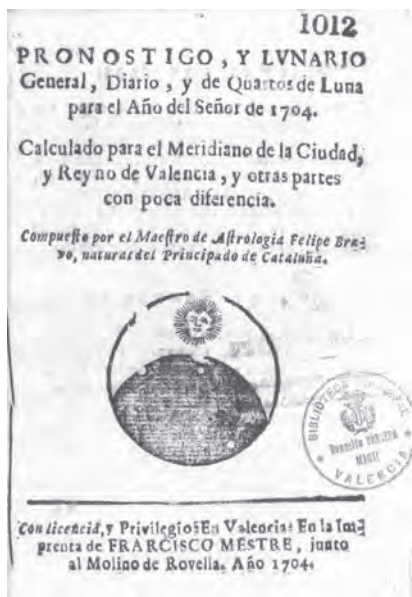 1012
PRONOSTIGO, Y LVNARIO
General, Diario, y de Quartos de Luna
para el Año del Señor de 1704.
Calculado para el Meridiano de la Ciudad,
y Reyno de Valencia, y otras partes
con poca diferencia.
Compuesto por el Maestro de Astrologia Felipe Bra-
vo, natural del Principado de Cataluña.
BIBLIOTECA
VALENCIA
Con licencia, y Privilegio: En Valencia: En la Im-
prenta de FRARCISCO MESTRE, junto
al Molino de Rovella. Año 1704.